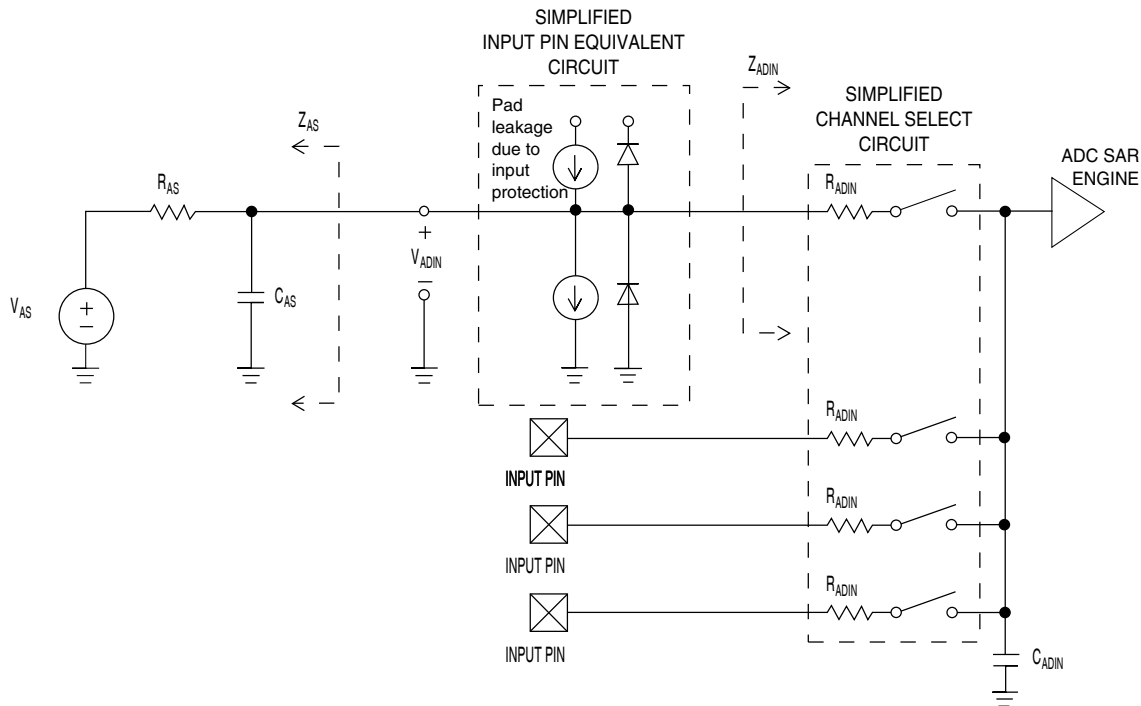 SIMPLIFIED
INPUT PIN EQUIVALENT
CIRCUIT
Pad
leakage
due to
input
protection
ZAS
ZADIN
SIMPLIFIED
CHANNEL SELECT
CIRCUIT
ADC SAR
ENGINE
RAS
RADIN
+
VADIN
–
VAS
+
–
CAS
RADIN
INPUT PIN
RADIN
INPUT PIN
RADIN
INPUT PIN
CADIN